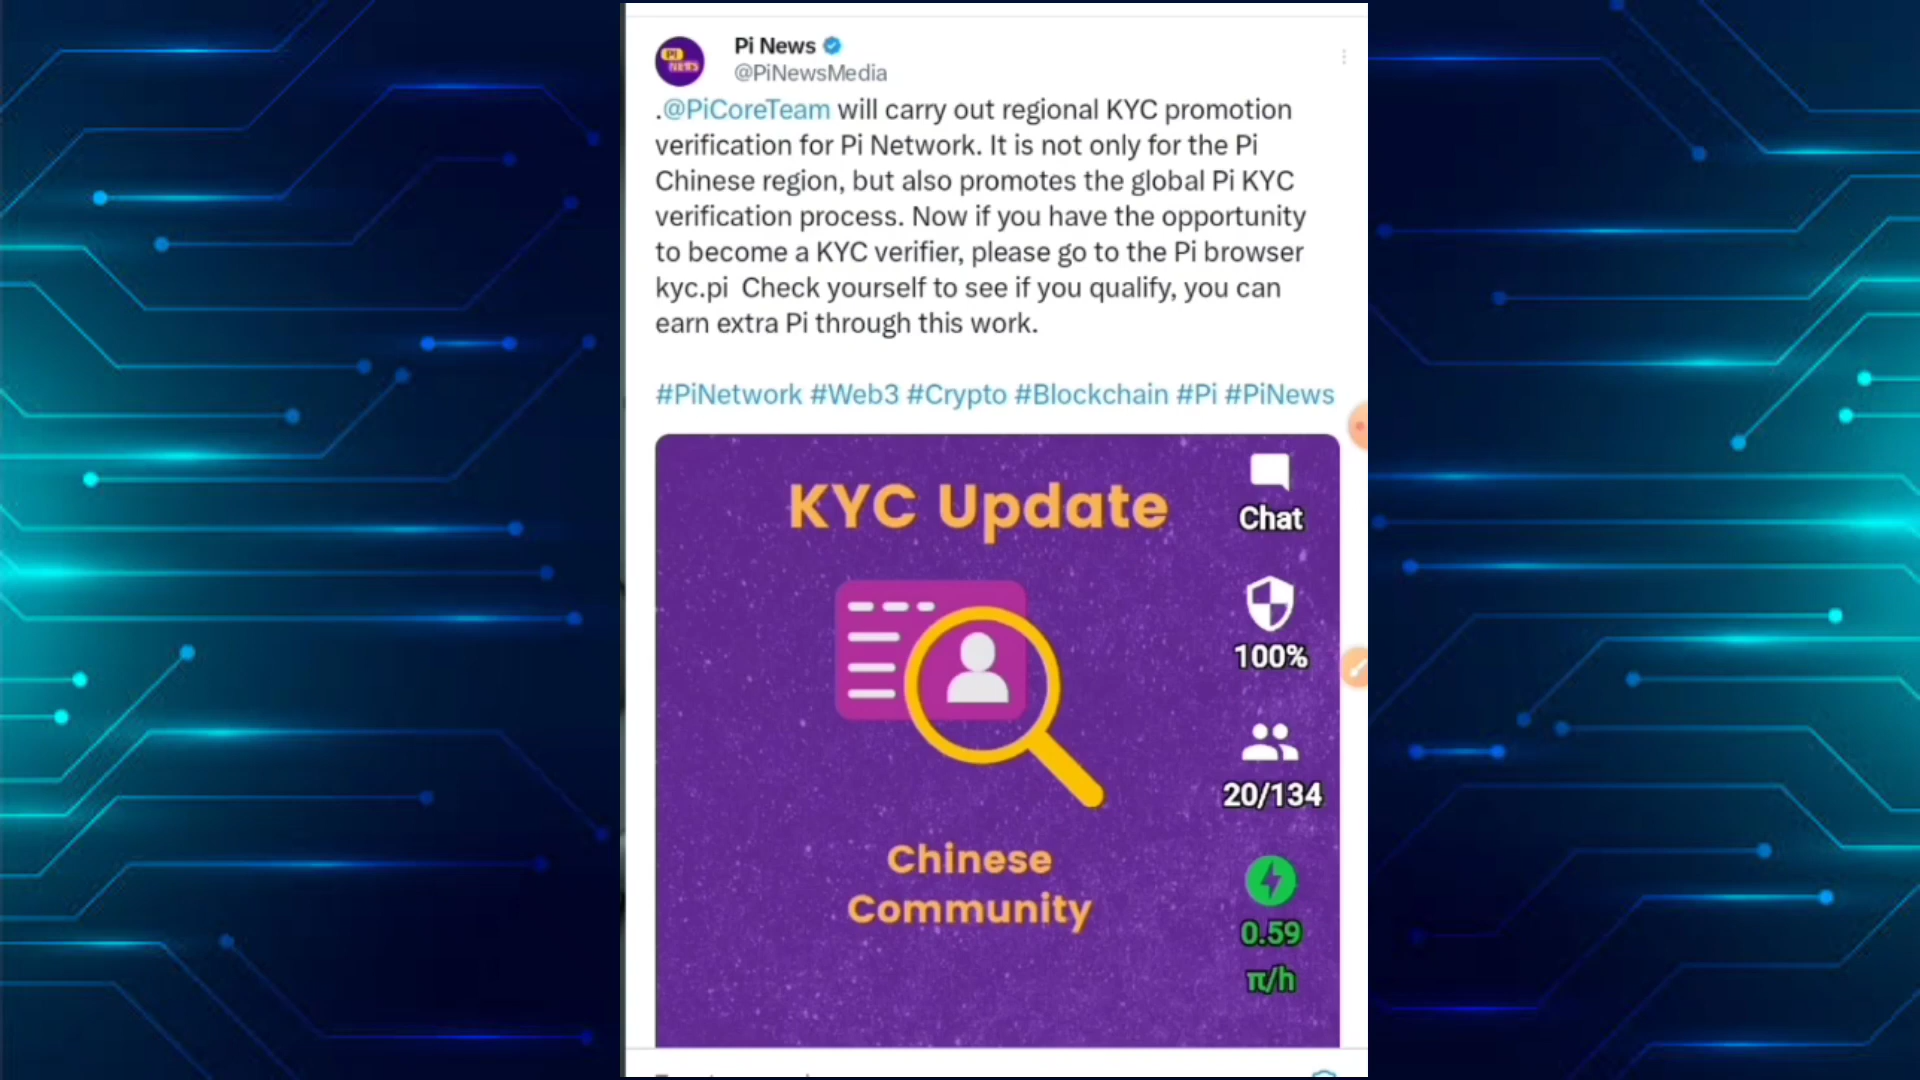 Pi News
@PiNewsMedia
PI
NEWS
.@PiCoreTeam will carry out regional KYC promotion
verification for Pi Network. It is not only for the Pi
Chinese region, but also promotes the global Pi KYC
verification process. Now if you have the opportunity
to become a KYC verifier, please go to the Pi browser
kyc.pi  Check yourself to see if you qualify, you can
earn extra Pi through this work.
#PiNetwork #Web3 #Crypto #Blockchain #Pi #PiNews
KYC Update
Chat
100%
20/134
Chinese
Community
0.59
π/h